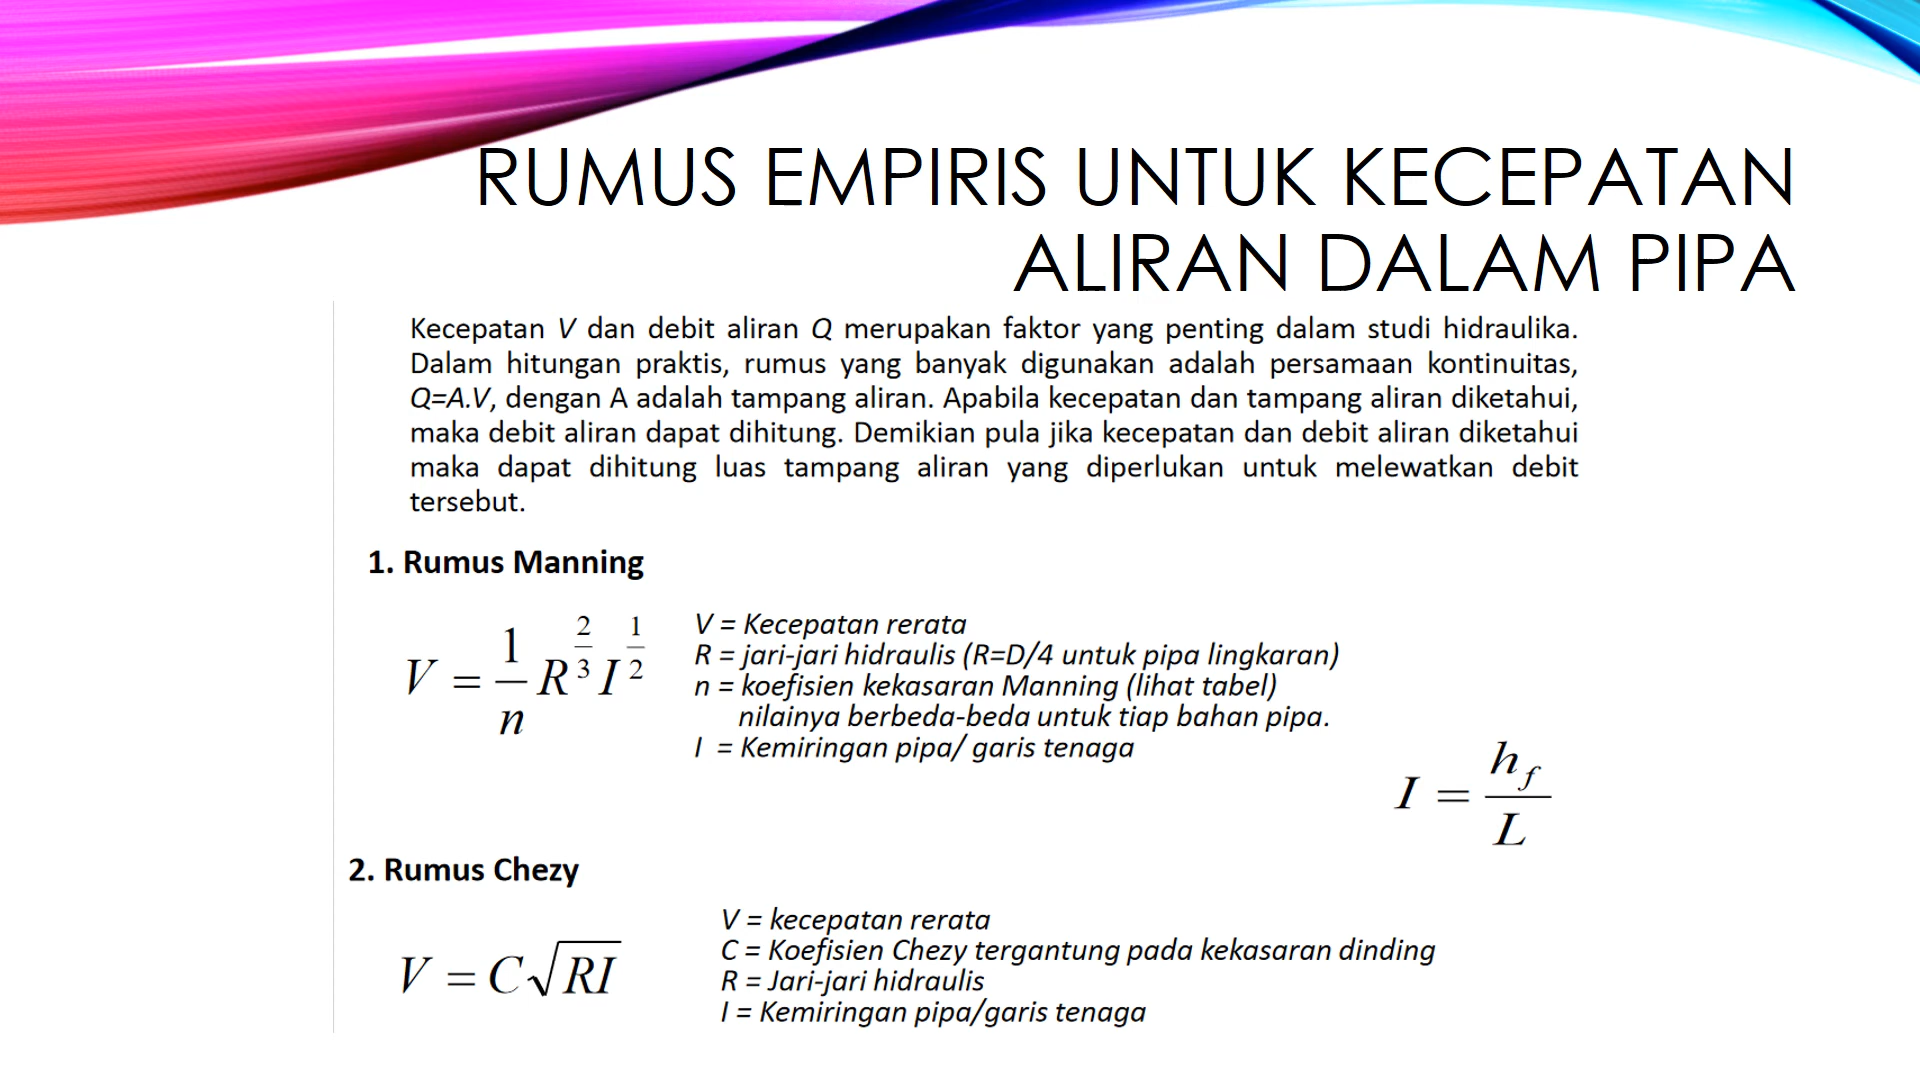 RUMUS EMPIRIS UNTUK KECEPATAN
ALIRAN DALAM PIPA
Kecepatan V dan debit aliran Q merupakan faktor yang penting dalam studi hidraulika.
Dalam hitungan praktis, rumus yang banyak digunakan adalah persamaan kontinuitas,
Q=A.V, dengan A adalah tampang aliran. Apabila kecepatan dan tampang aliran diketahui,
maka debit aliran dapat dihitung. Demikian pula jika kecepatan dan debit aliran diketahui
maka dapat dihitung luas tampang aliran yang diperlukan untuk melewatkan debit
tersebut.
1. Rumus Manning
V = 1/n R^(2/3) I^(1/2)
V = Kecepatan rerata
R = jari-jari hidraulis (R=D/4 untuk pipa lingkaran)
n = koefisien kekasaran Manning (lihat tabel)
nilainya berbeda-beda untuk tiap bahan pipa.
I = Kemiringan pipa/ garis tenaga
I = h_f / L
2. Rumus Chezy
V = C√RI
V = kecepatan rerata
C = Koefisien Chezy tergantung pada kekasaran dinding
R = Jari-jari hidraulis
I = Kemiringan pipa/garis tenaga